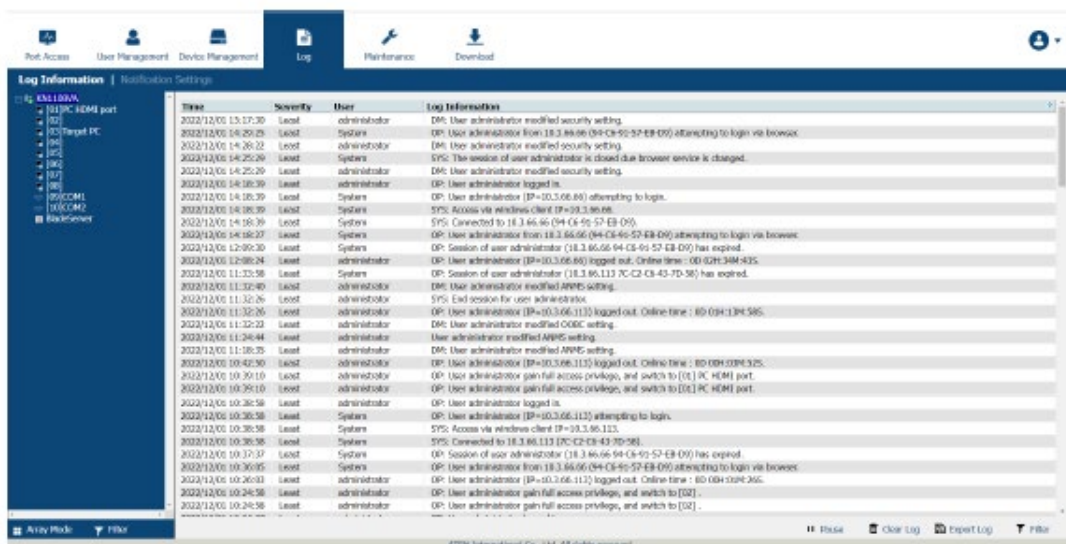 Port Access User Management Device Management Log Maintenance Download
Log Information | Notification Settings
KN1108VA
[01]PC HDMI port
[02]
[03]Target PC
[04]
[05]
[06]
[07]
[08]
[09]COM1
[10]COM2
BladeServer
Time Severity User Log Information
2022/12/01 15:17:30 Least administrator DM: User administrator modified security setting.
2022/12/01 14:29:25 Least System OP: User administrator from 10.3.66.66 (94-C6-91-57-EB-D9) attempting to login via browser.
2022/12/01 14:28:22 Least administrator DM: User administrator modified security setting.
2022/12/01 14:25:29 Least System SYS: The session of user administrator is closed due browser service is changed.
2022/12/01 14:25:29 Least administrator DM: User administrator modified security setting.
2022/12/01 14:18:39 Least administrator OP: User administrator logged in.
2022/12/01 14:18:39 Least System OP: User administrator (IP=10.3.66.66) attempting to login.
2022/12/01 14:18:39 Least System SYS: Access via windows client IP=10.3.66.66.
2022/12/01 14:18:39 Least System SYS: Connected to 10.3.66.66 (94-C6-91-57-EB-D9).
2022/12/01 14:18:27 Least System OP: User administrator from 10.3.66.66 (94-C6-91-57-EB-D9) attempting to login via browser.
2022/12/01 12:09:30 Least System OP: Session of user administrator (10.3.66.66 94-C6-91-57-EB-D9) has expired.
2022/12/01 12:08:24 Least administrator OP: User administrator (IP=10.3.66.66) logged out. Online time : 0D 02H:34M:43S.
2022/12/01 11:33:58 Least System OP: Session of user administrator (10.3.66.113 7C-C2-C6-43-7D-58) has expired.
2022/12/01 11:32:40 Least administrator DM: User administrator modified ANMS setting.
2022/12/01 11:32:26 Least administrator SYS: End session for user administrator.
2022/12/01 11:32:26 Least administrator OP: User administrator (IP=10.3.66.113) logged out. Online time : 0D 01H:13M:58S.
2022/12/01 11:32:22 Least administrator DM: User administrator modified OOBC setting.
2022/12/01 11:24:44 Least administrator User administrator modified ANMS setting.
2022/12/01 11:18:35 Least administrator DM: User administrator modified ANMS setting.
2022/12/01 10:42:50 Least administrator OP: User administrator (IP=10.3.66.113) logged out. Online time : 0D 00H:03M:52S.
2022/12/01 10:39:10 Least administrator OP: User administrator gain full access privilege, and switch to [01] PC HDMI port.
2022/12/01 10:39:10 Least administrator OP: User administrator gain full access privilege, and switch to [01] PC HDMI port.
2022/12/01 10:38:58 Least administrator OP: User administrator logged in.
2022/12/01 10:38:58 Least System OP: User administrator (IP=10.3.66.113) attempting to login.
2022/12/01 10:38:58 Least System SYS: Access via windows client IP=10.3.66.113.
2022/12/01 10:38:58 Least System SYS: Connected to 10.3.66.113 (7C-C2-C6-43-7D-58).
2022/12/01 10:37:37 Least System OP: Session of user administrator (10.3.66.66 94-C6-91-57-EB-D9) has expired.
2022/12/01 10:36:05 Least System OP: User administrator from 10.3.66.66 (94-C6-91-57-EB-D9) attempting to login via browser.
2022/12/01 10:26:03 Least administrator OP: User administrator (IP=10.3.66.113) logged out. Online time : 0D 00H:01M:26S.
2022/12/01 10:24:58 Least administrator OP: User administrator gain full access privilege, and switch to [02] .
2022/12/01 10:24:58 Least administrator OP: User administrator gain full access privilege, and switch to [02] .
Array Mode Filter Pause Clear Log Export Log Filter